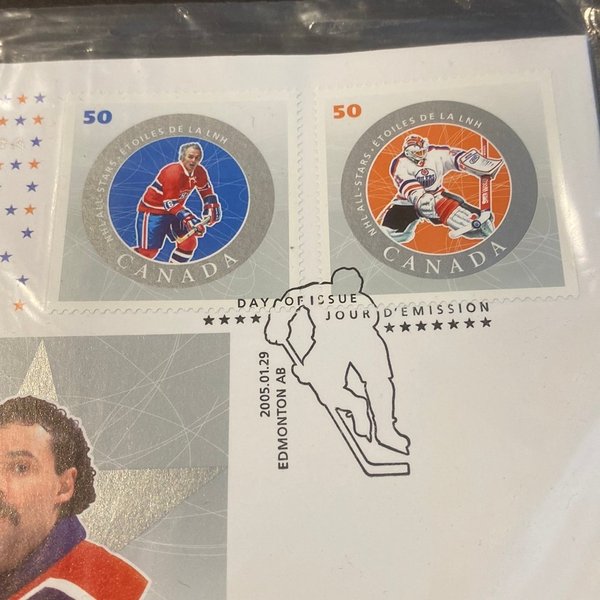 50
NHL ALL-STARS • ÉTOILES DE LA LNH
CANADA
50
NHL ALL-STARS • ÉTOILES DE LA LNH
CANADA
DAY OF ISSUE
JOUR D'ÉMISSION
2005.01.29
EDMONTON AB